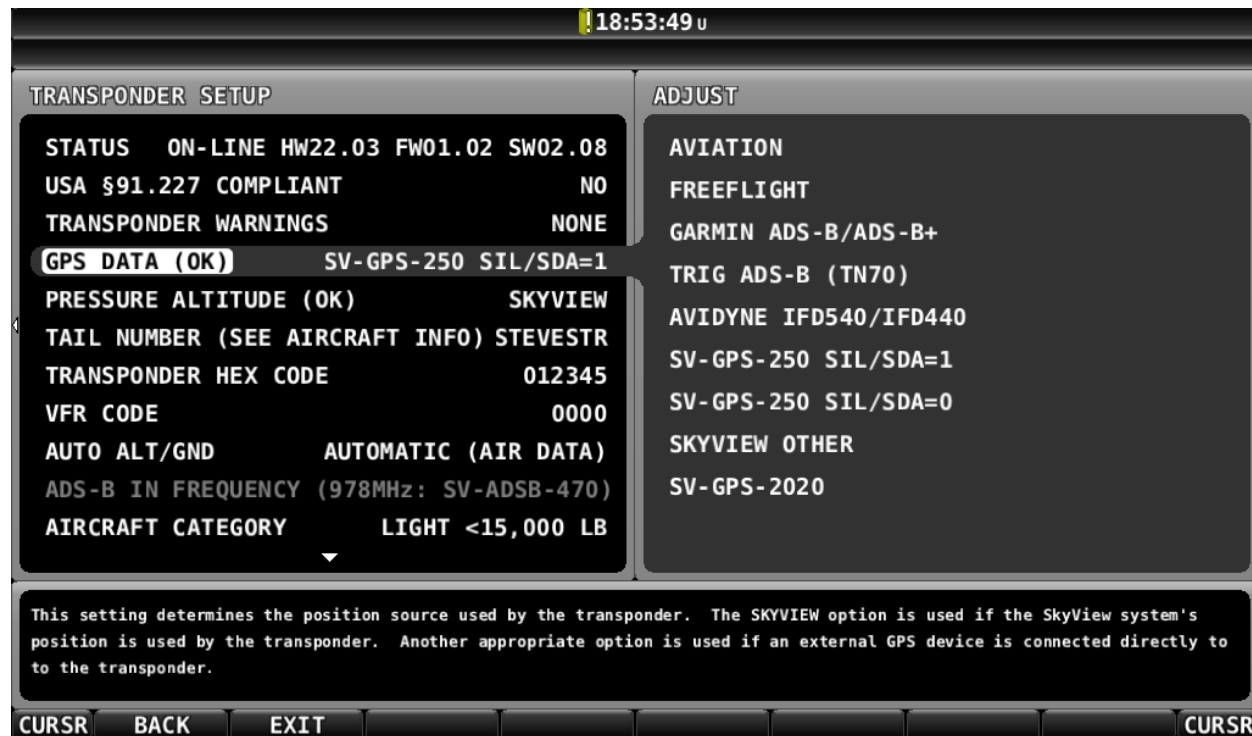 ! 18:53:49 U
TRANSPONDER SETUP
STATUS ON-LINE HW22.03 FW01.02 SW02.08
USA §91.227 COMPLIANT NO
TRANSPONDER WARNINGS NONE
GPS DATA (OK) SV-GPS-250 SIL/SDA=1
PRESSURE ALTITUDE (OK) SKYVIEW
TAIL NUMBER (SEE AIRCRAFT INFO) STEVESTR
TRANSPONDER HEX CODE 012345
VFR CODE 0000
AUTO ALT/GND AUTOMATIC (AIR DATA)
ADS-B IN FREQUENCY (978MHz: SV-ADSB-470)
AIRCRAFT CATEGORY LIGHT <15,000 LB
ADJUST
AVIATION
FREEFLIGHT
GARMIN ADS-B/ADS-B+
TRIG ADS-B (TN70)
AVIDYNE IFD540/IFD440
SV-GPS-250 SIL/SDA=1
SV-GPS-250 SIL/SDA=0
SKYVIEW OTHER
SV-GPS-2020
This setting determines the position source used by the transponder. The SKYVIEW option is used if the SkyView system's
position is used by the transponder. Another appropriate option is used if an external GPS device is connected directly to
to the transponder.
CURSR BACK EXIT CURSR